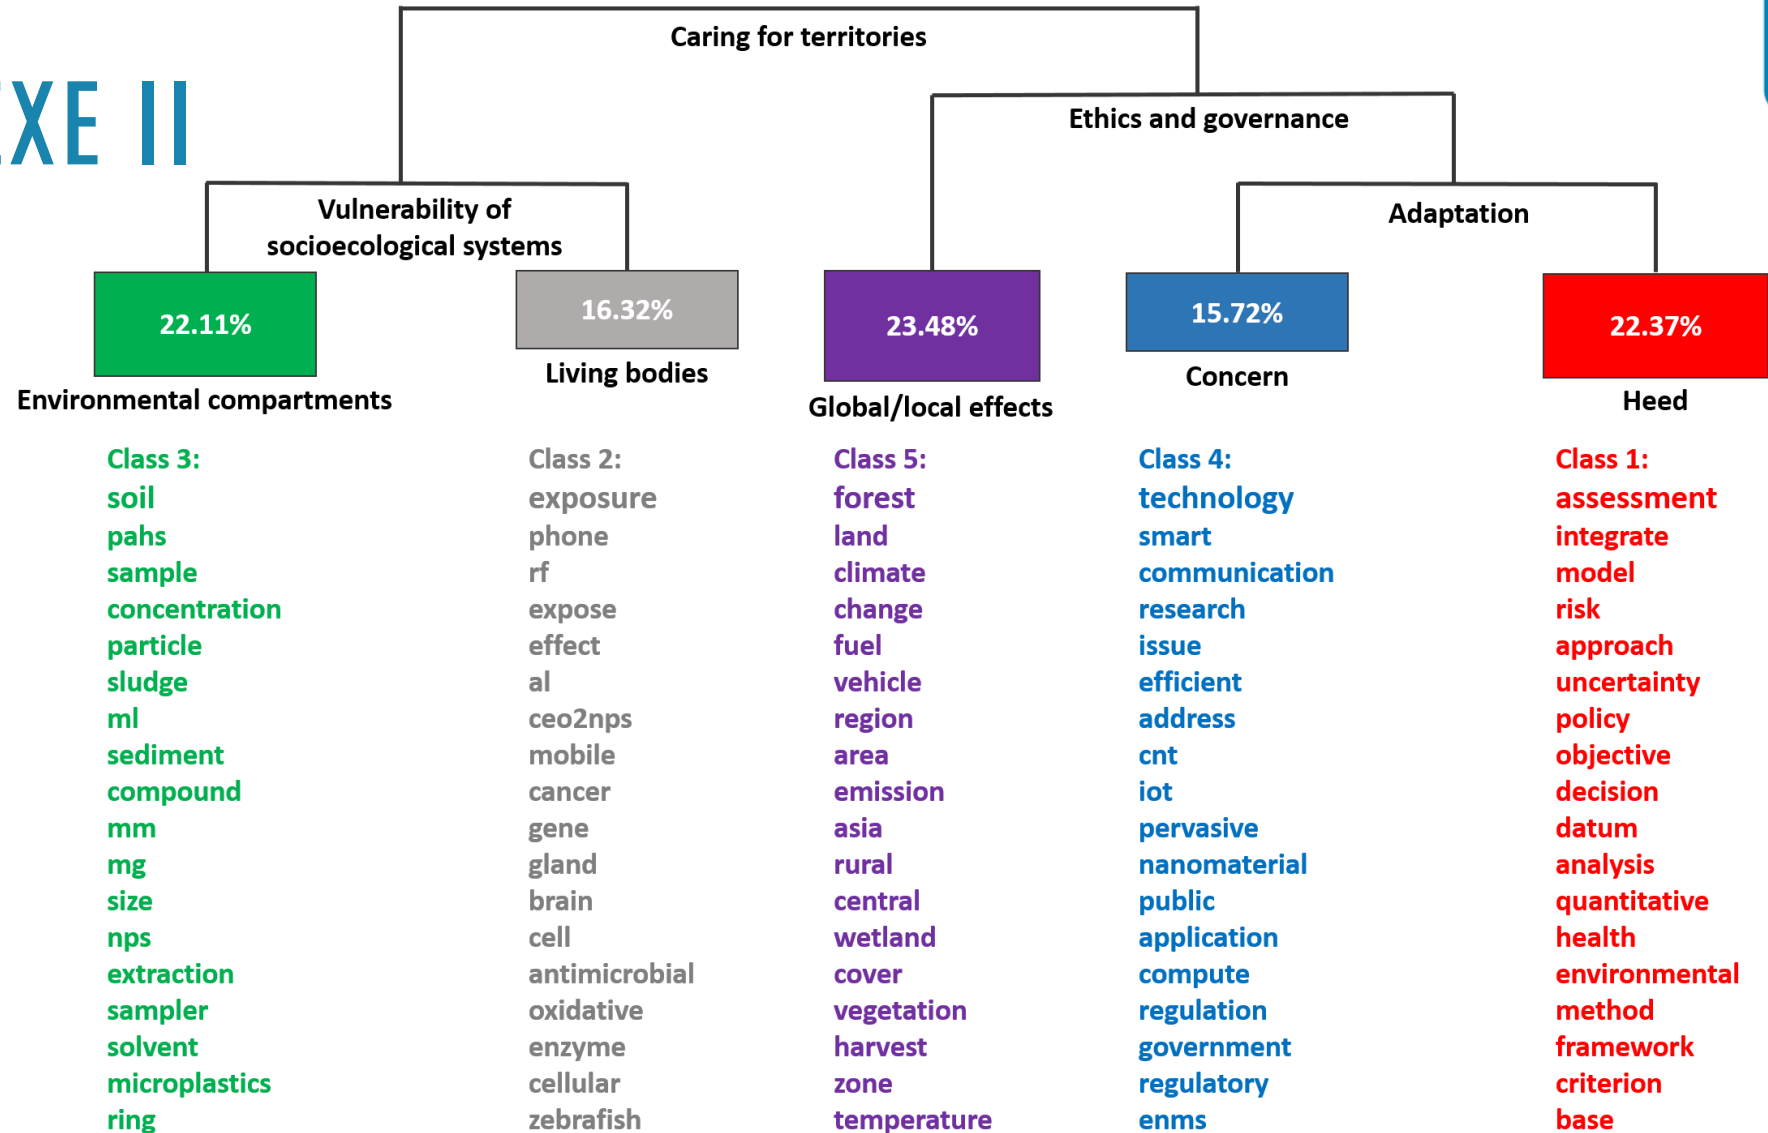 Caring for territories
EXE II
Ethics and governance
Vulnerability of
socioecological systems
Adaptation
22.11%
Environmental compartments
16.32%
Living bodies
23.48%
Global/local effects
15.72%
Concern
22.37%
Heed
Class 3:
soil
pahs
sample
concentration
particle
sludge
ml
sediment
compound
mm
mg
size
nps
extraction
sampler
solvent
microplastics
ring
Class 2:
exposure
phone
rf
expose
effect
al
ceo2nps
mobile
cancer
gene
gland
brain
cell
antimicrobial
oxidative
enzyme
cellular
zebrafish
Class 5:
forest
land
climate
change
fuel
vehicle
region
area
emission
asia
rural
central
wetland
cover
vegetation
harvest
zone
temperature
Class 4:
technology
smart
communication
research
issue
efficient
address
cnt
iot
pervasive
nanomaterial
public
application
compute
regulation
government
regulatory
enms
Class 1:
assessment
integrate
model
risk
approach
uncertainty
policy
objective
decision
datum
analysis
quantitative
health
environmental
method
framework
criterion
base